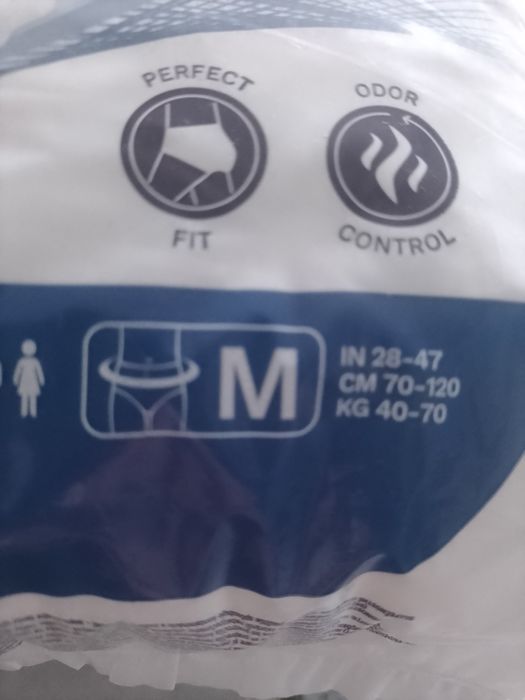 PERFECT
FIT
ODOR
CONTROL
M
IN 28-47
CM 70-120
KG 40-70